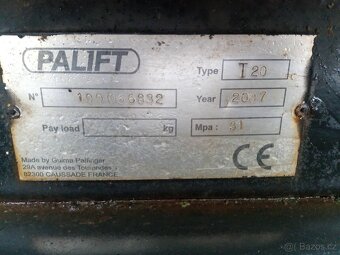 PALIFT
Type T20
N° Year 2017
Pay load kg Mpa: 31
Made by Guima Palfinger
29A avenue des Tourondes
82300 CAUSSADE FRANCE
CE
bazos.cz